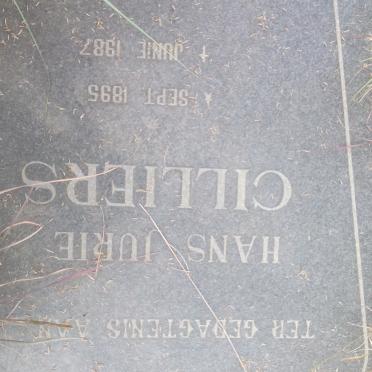 TER GEDAGTENIS AAN
HANS JURIE
CILLIERS
* SEPT 1895
† JUNIE 1987